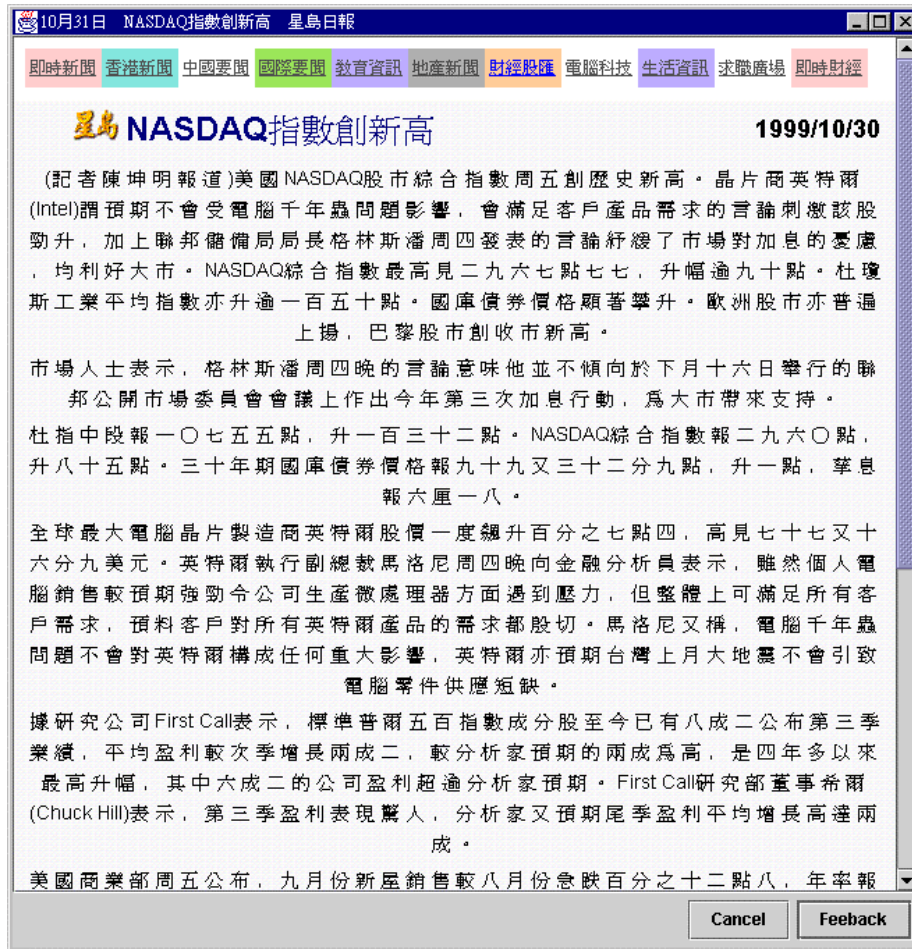 10月31日 NASDAQ指數創新高 星島日報
即時新聞 香港新聞 中國要聞 國際要聞 教育資訊 地產新聞 財經股匯 電腦科技 生活資訊 求職廣場 即時財經
星島 NASDAQ指數創新高 1999/10/30
(記者陳坤明報道)美國NASDAQ股市綜合指數周五創歷史新高。晶片商英特爾
(Intel)謂預期不會受電腦千年蟲問題影響﹐會滿足客戶產品需求的言論刺激該股
勁升﹐加上聯邦儲備局局長格林斯潘周四發表的言論紓緩了市場對加息的憂慮
﹐均利好大市。NASDAQ綜合指數最高見二九六七點七七﹐升幅逾九十點。杜瓊
斯工業平均指數亦升逾一百五十點。國庫債券價格顯著攀升。歐洲股市亦普遍
上揚﹐巴黎股市創收市新高。
市場人士表示﹐格林斯潘周四晚的言論意味他並不傾向於下月十六日舉行的聯
邦公開市場委員會會議上作出今年第三次加息行動﹐為大市帶來支持。
杜指中段報一〇七五五點﹐升一百三十二點。NASDAQ綜合指數報二九六〇點﹐
升八十五點。三十年期國庫債券價格報九十九又三十二分九點﹐升一點﹐孳息
報六厘一八。
全球最大電腦晶片製造商英特爾股價一度飆升百分之七點四﹐高見七十七又十
六分九美元。英特爾執行副總裁馬洛尼周四晚向金融分析員表示﹐雖然個人電
腦銷售較預期強勁令公司生產微處理器方面遇到壓力﹐但整體上可滿足所有客
戶需求﹐預料客戶對所有英特爾產品的需求都殷切。馬洛尼又稱﹐電腦千年蟲
問題不會對英特爾構成任何重大影響﹐英特爾亦預期台灣上月大地震不會引致
電腦零件供應短缺。
據研究公司First Call表示﹐標準普爾五百指數成分股至今已有八成二公布第三季
業績﹐平均盈利較次季增長兩成二﹐較分析家預期的兩成為高﹐是四年多以來
最高升幅﹐其中六成二的公司盈利超逾分析家預期。First Call研究部董事希爾
(Chuck Hill)表示﹐第三季盈利表現驚人﹐分析家又預期尾季盈利平均增長高達兩
成。
美國商業部周五公布﹐九月份新屋銷售較八月份急跌百分之十二點八﹐年率報
Cancel Feeback